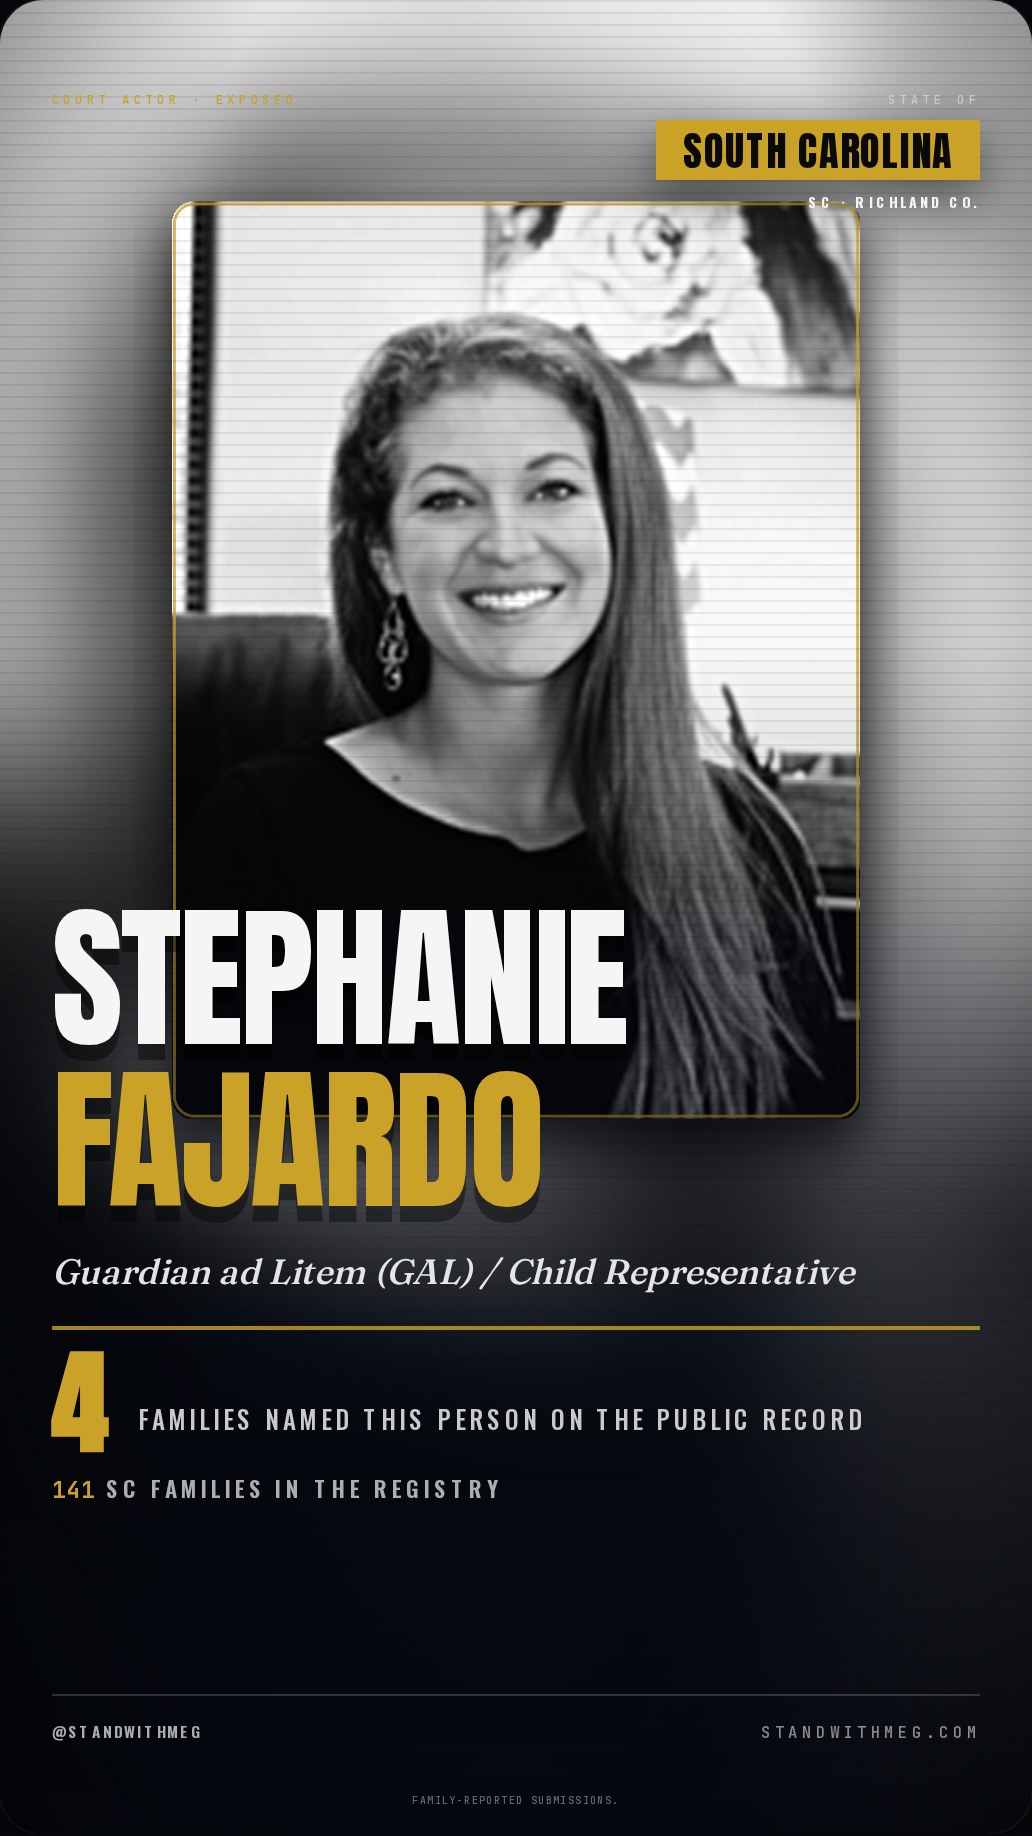 COURT ACTOR · EXPOSED
STATE OF
SOUTH CAROLINA
SC · RICHLAND CO.
STEPHANIE
FAJARDO
Guardian ad Litem (GAL) / Child Representative
4 FAMILIES NAMED THIS PERSON ON THE PUBLIC RECORD
141 SC FAMILIES IN THE REGISTRY
@STANDWITHMEG
STANDWITHMEG.COM
FAMILY-REPORTED SUBMISSIONS.